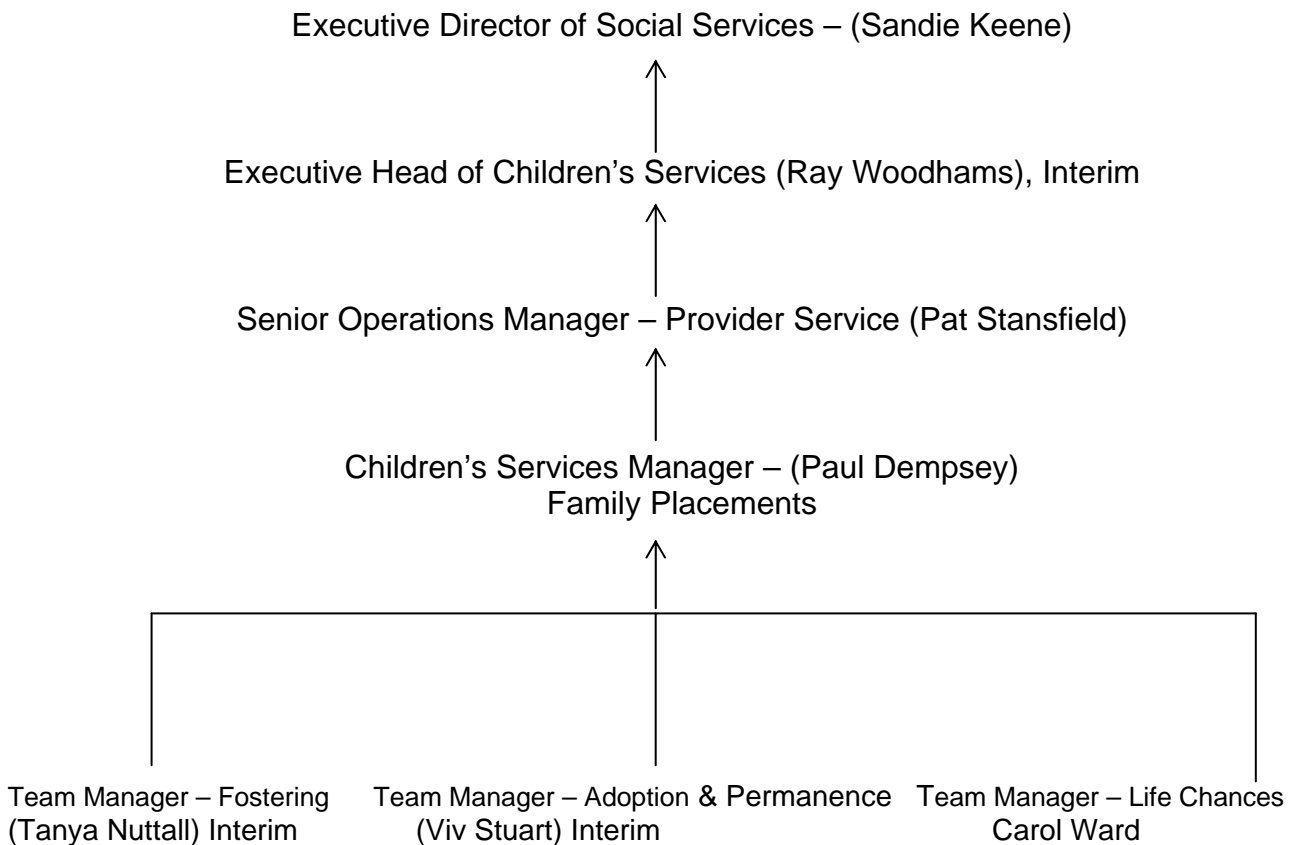 Executive Director of Social Services – (Sandie Keene)
Executive Head of Children's Services (Ray Woodhams), Interim
Senior Operations Manager – Provider Service (Pat Stansfield)
Children's Services Manager – (Paul Dempsey)
Family Placements
Team Manager – Fostering
(Tanya Nuttall) Interim
Team Manager – Adoption & Permanence
(Viv Stuart) Interim
Team Manager – Life Chances
Carol Ward